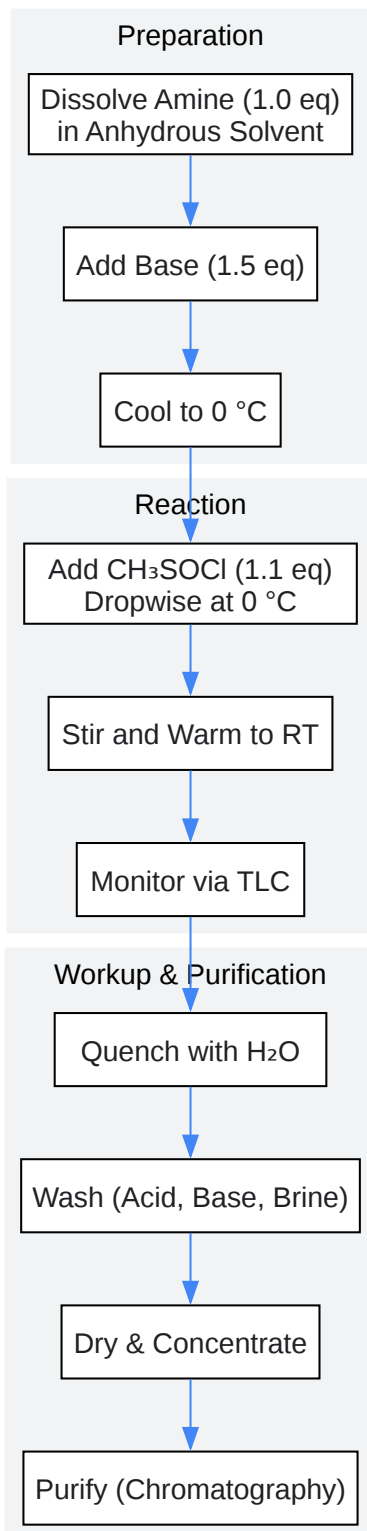 Preparation
Dissolve Amine (1.0 eq)
in Anhydrous Solvent
Add Base (1.5 eq)
Cool to 0 °C
Reaction
Add CH₃SOCl (1.1 eq)
Dropwise at 0 °C
Stir and Warm to RT
Monitor via TLC
Workup & Purification
Quench with H₂O
Wash (Acid, Base, Brine)
Dry & Concentrate
Purify (Chromatography)